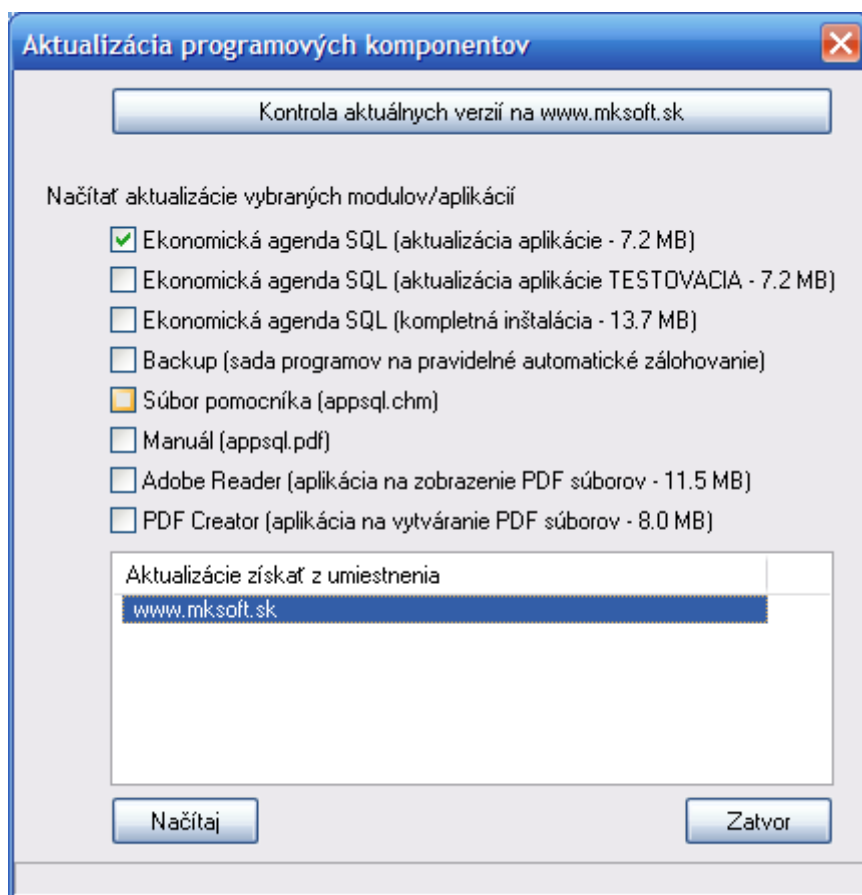 Aktualizácia programových komponentov
Kontrola aktuálnych verzií na www.mksoft.sk
Načítať aktualizácie vybraných modulov/aplikácií
Ekonomická agenda SQL (aktualizácia aplikácie - 7.2 MB)
Ekonomická agenda SQL (aktualizácia aplikácie TESTOVACIA - 7.2 MB)
Ekonomická agenda SQL (kompletná inštalácia - 13.7 MB)
Backup (sada programov na pravidelné automatické zálohovanie)
Súbor pomocníka (appsql.chm)
Manuál (appsql.pdf)
Adobe Reader (aplikácia na zobrazenie PDF súborov - 11.5 MB)
PDF Creator (aplikácia na vytváranie PDF súborov - 8.0 MB)
Aktualizácie získať z umiestnenia
www.mksoft.sk
Načítaj
Zatvor